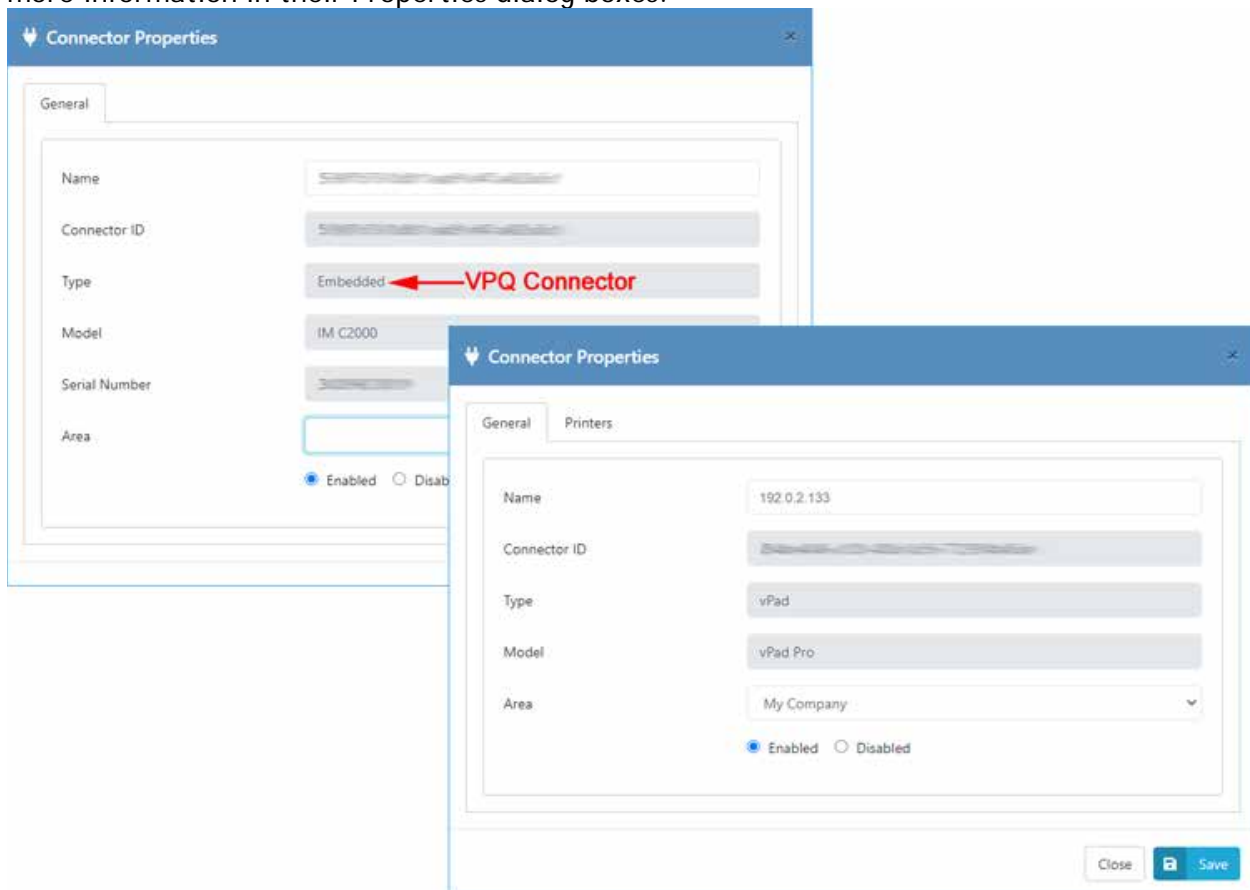 more information in their Properties dialog boxes.
Connector Properties
×
General
Name
Connector ID
Type
Embedded
VPQ Connector
Model
IM C2000
Serial Number
Area
Enabled
Disab
Connector Properties
×
General
Printers
Name
192.0.2.133
Connector ID
Type
vPad
Model
vPad Pro
Area
My Company
Enabled
Disabled
Close
Save